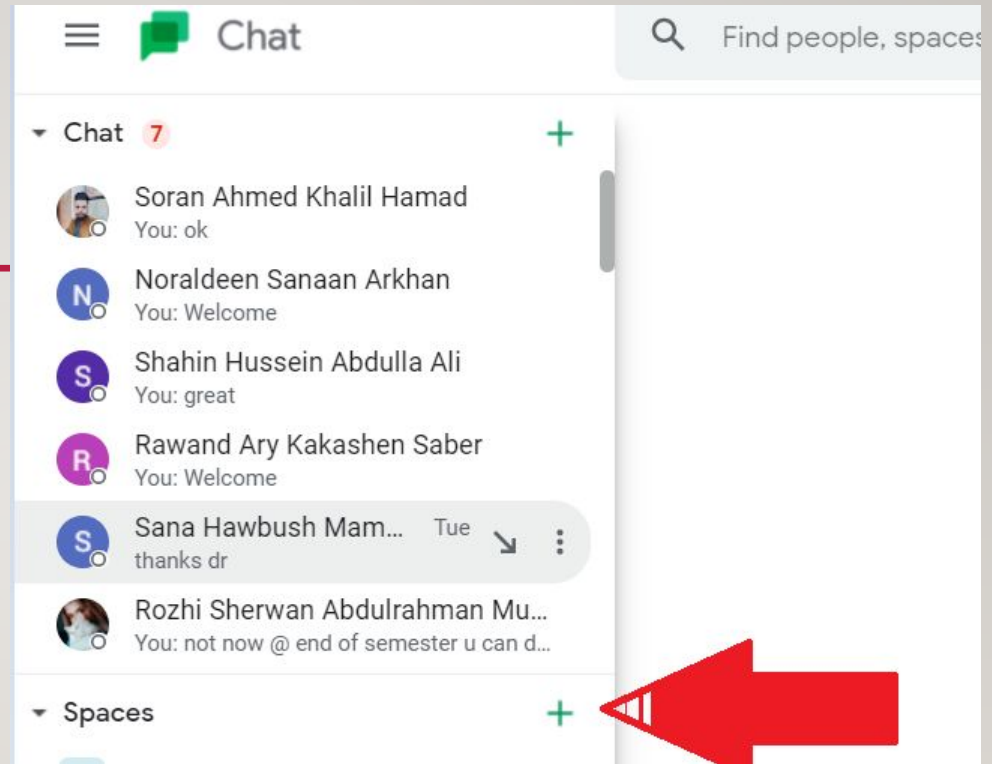 Chat
Find people, spaces
Chat 7
Soran Ahmed Khalil Hamad
You: ok
N
Noraldeen Sanaan Arkhan
You: Welcome
S
Shahin Hussein Abdulla Ali
You: great
R
Rawand Ary Kakashen Saber
You: Welcome
S
Sana Hawbush Mam... Tue
thanks dr
Rozhi Sherwan Abdulrahman Mu...
You: not now @ end of semester u can d...
Spaces